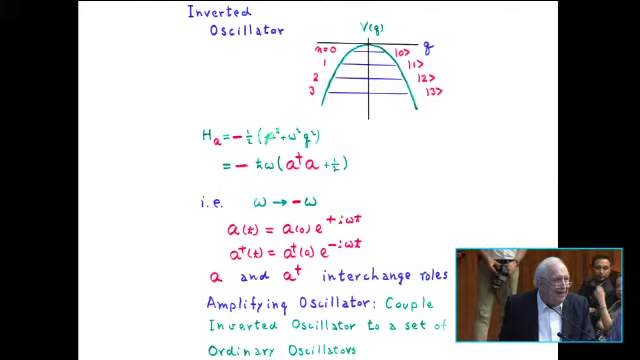 Inverted
Oscillator
V(q)
n=0 |0> q
1 |1>
2 |2>
3 |3>
Hₐ = - ½ (p² + ω² q²)
= - ħω (a†a + ½)
i.e. ω → -ω
a(t) = a(0) e^{+iωt}
a†(t) = a†(0) e^{-iωt}
a and a† interchange roles
Amplifying Oscillator: Couple
Inverted Oscillator to a set of
Ordinary Oscillators